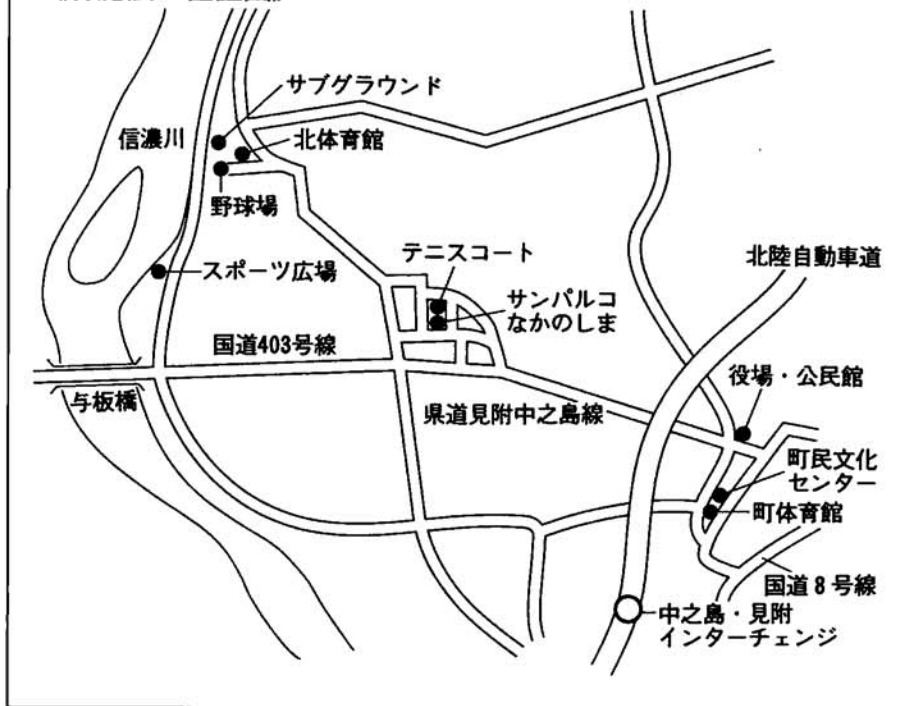 サブグラウンド
信濃川
北体育館
野球場
テニスコート
北陸自動車道
スポーツ広場
サンパルコ
なかのしま
国道403号線
役場・公民館
与板橋
県道見附中之島線
町民文化
センター
町体育館
国道8号線
中之島・見附
インターチェンジ